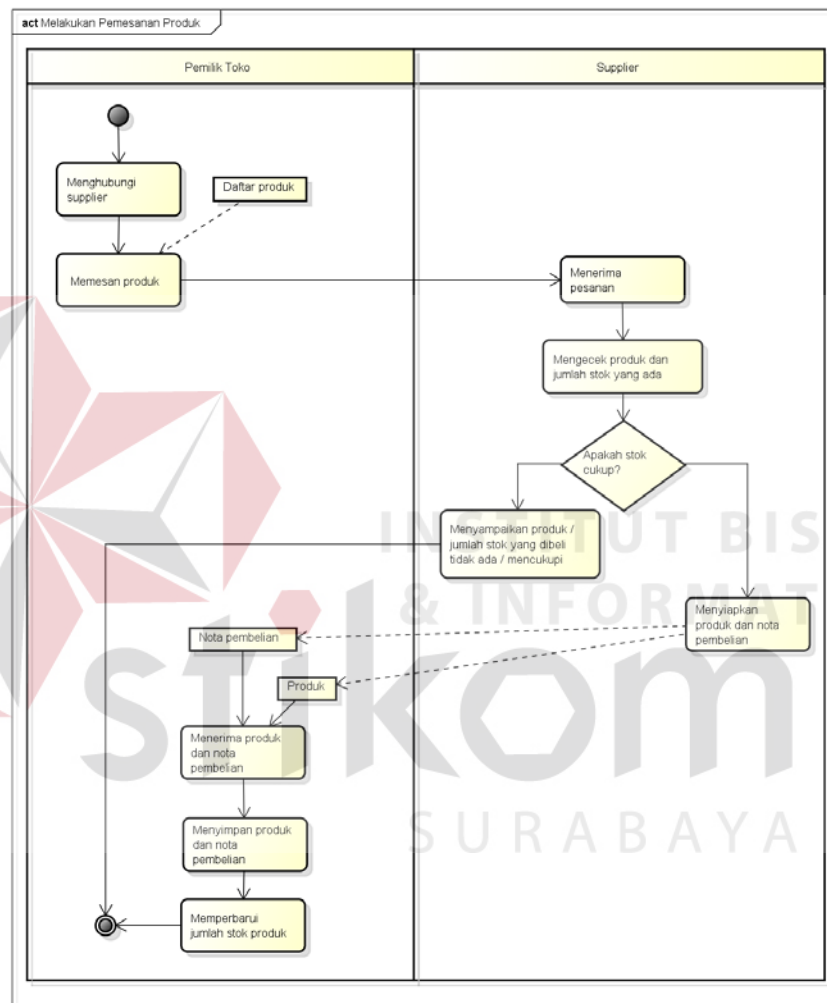 act Melakukan Pemesanan Produk
Pemilik Toko
Supplier
Menghubungi
supplier
Daftar produk
Memesan produk
Menerima
pesanan
Mengecek produk dan
jumlah stok yang ada
Apakah stok
cukup?
Menyampaikan produk /
jumlah stok yang dibeli
tidak ada / mencukupi
Menyiapkan
produk dan nota
pembelian
Nota pembelian
Produk
Menerima produk
dan nota
pembelian
Menyimpan produk
dan nota
pembelian
Memperbarui
jumlah stok produk
INSTITUT BIS
& INFORMAT
stikom
SURABAYA